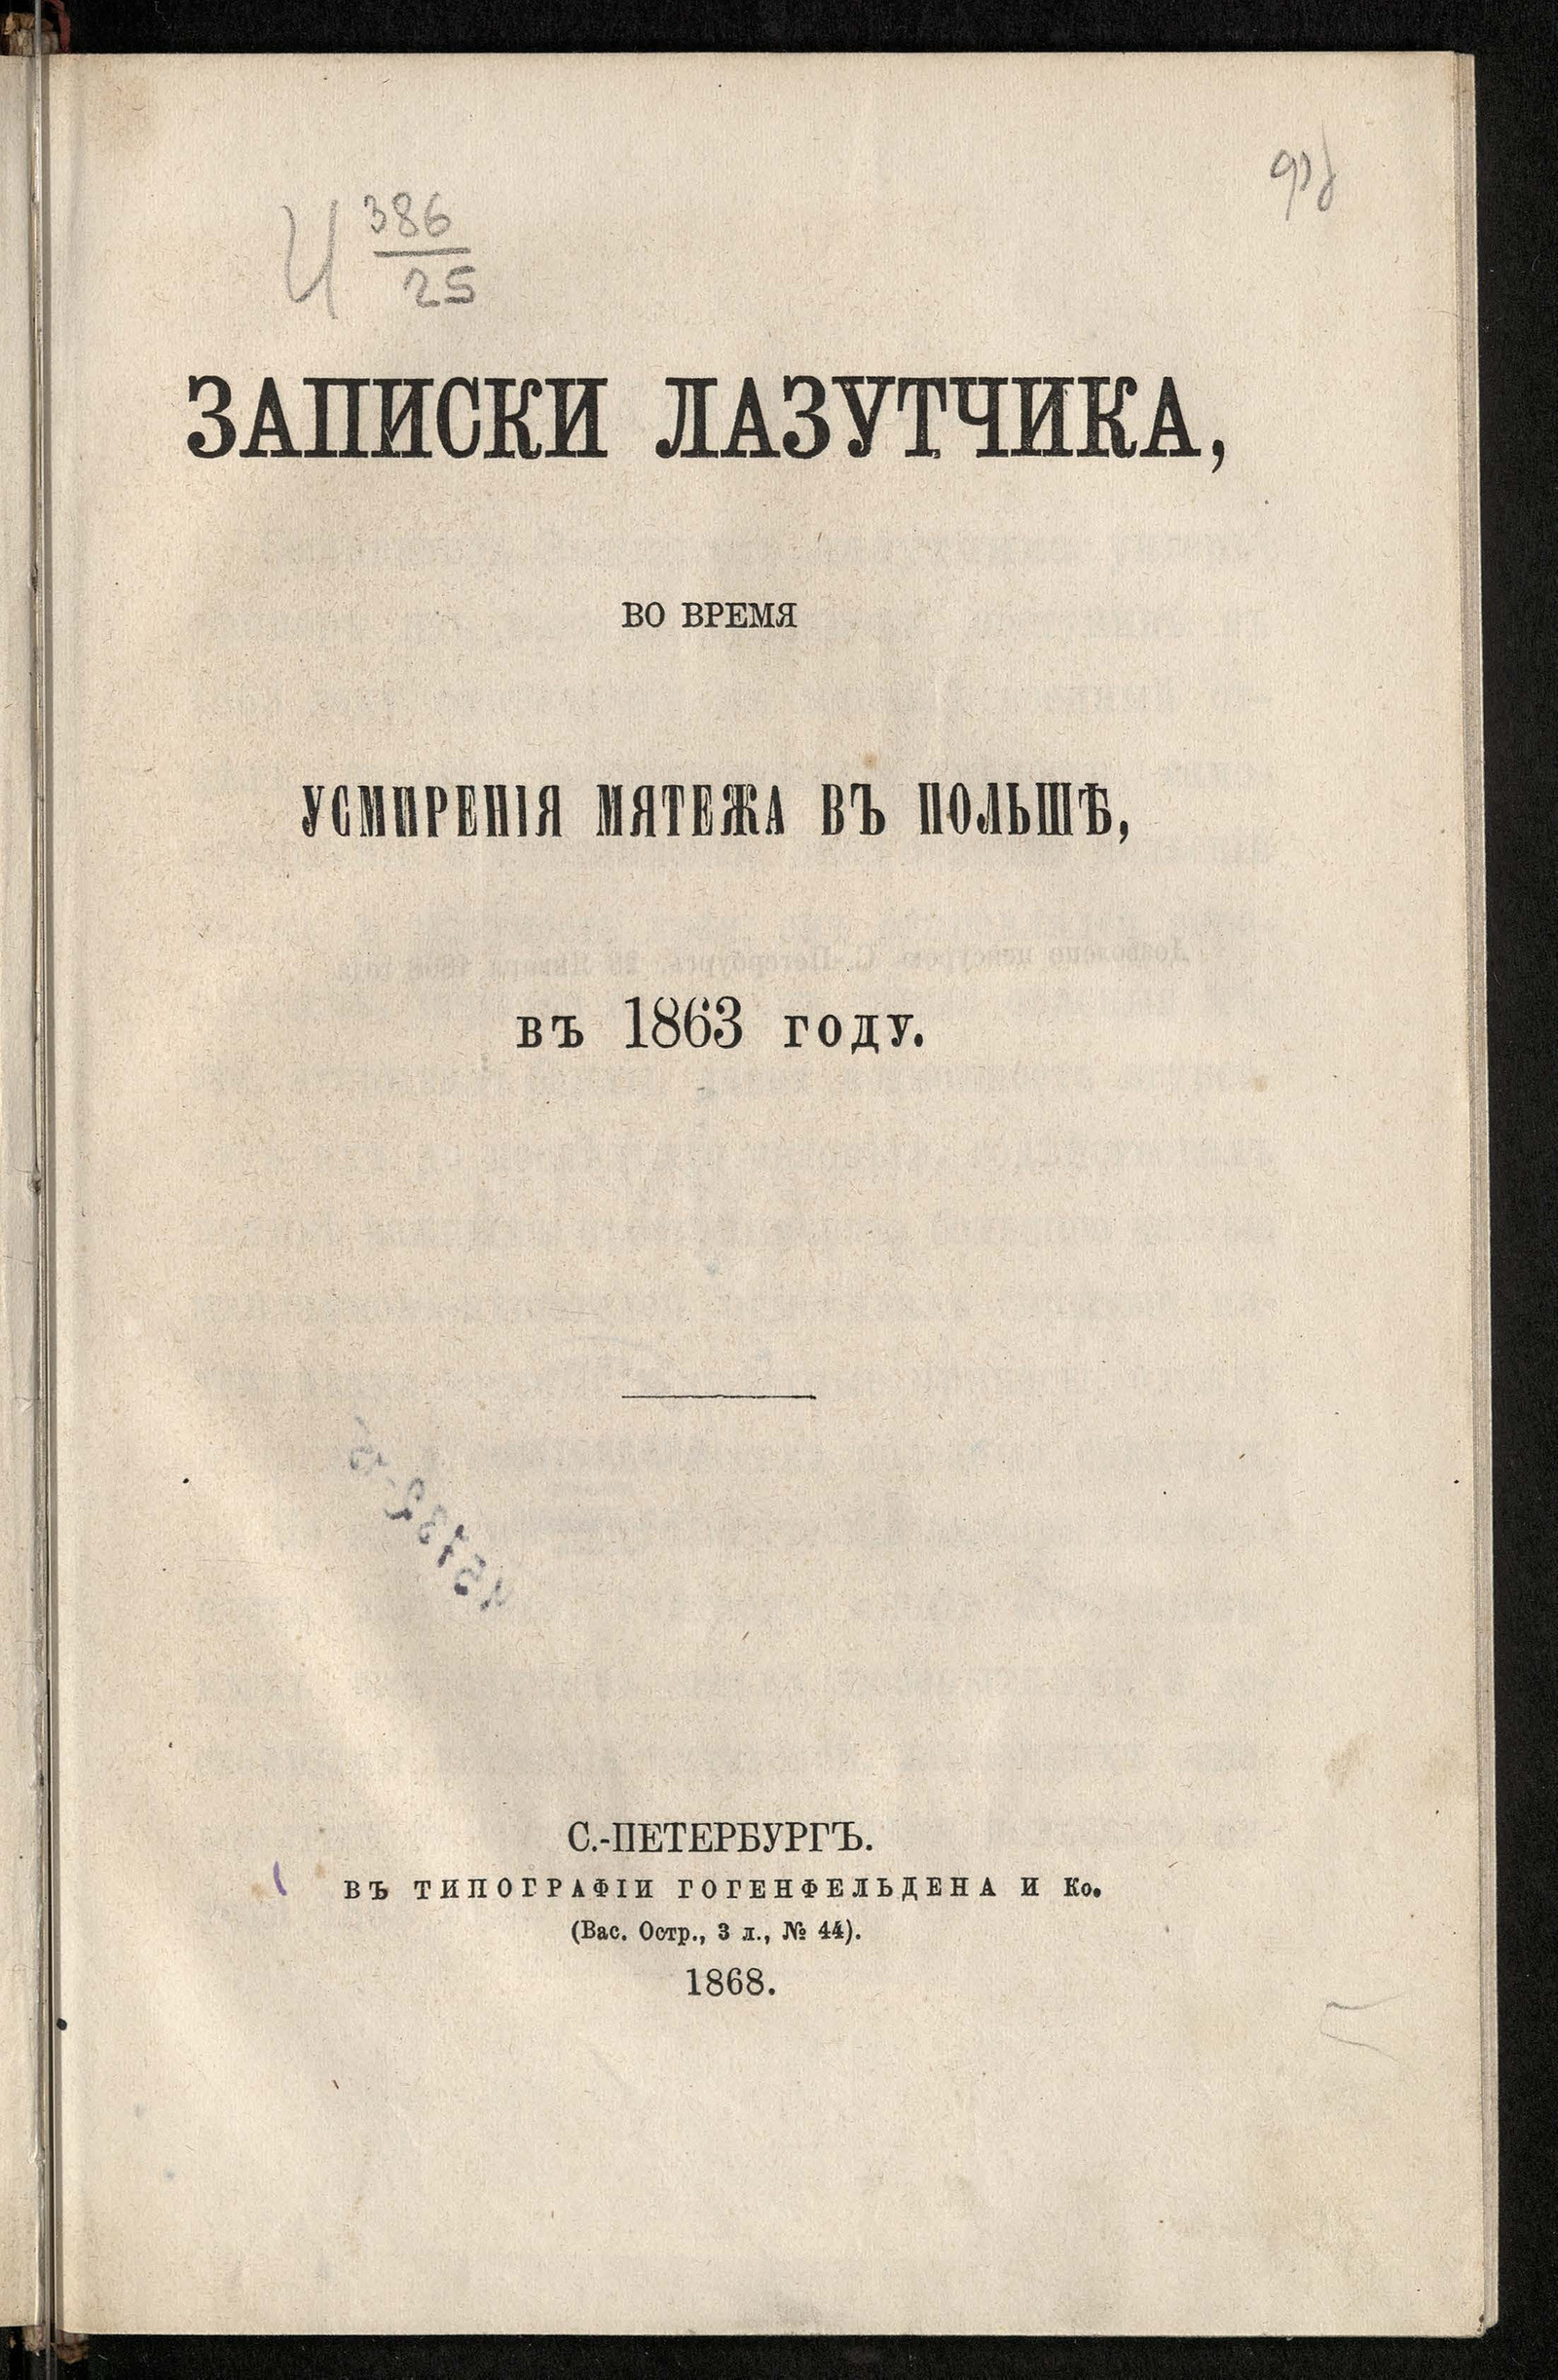 И 386
25
ЗАПИСКИ ЛАЗУТЧИКА,
ВО ВРЕМЯ
УСМИРЕНІЯ МЯТЕЖА ВЪ ПОЛЬШѢ,
въ 1863 году.
С.-ПЕТЕРБУРГЪ.
ВЪ ТИПОГРАФІИ ГОГЕНФЕЛЬДЕНА И Ко.
(Вас. Остр., 3 л., № 44).
1868.